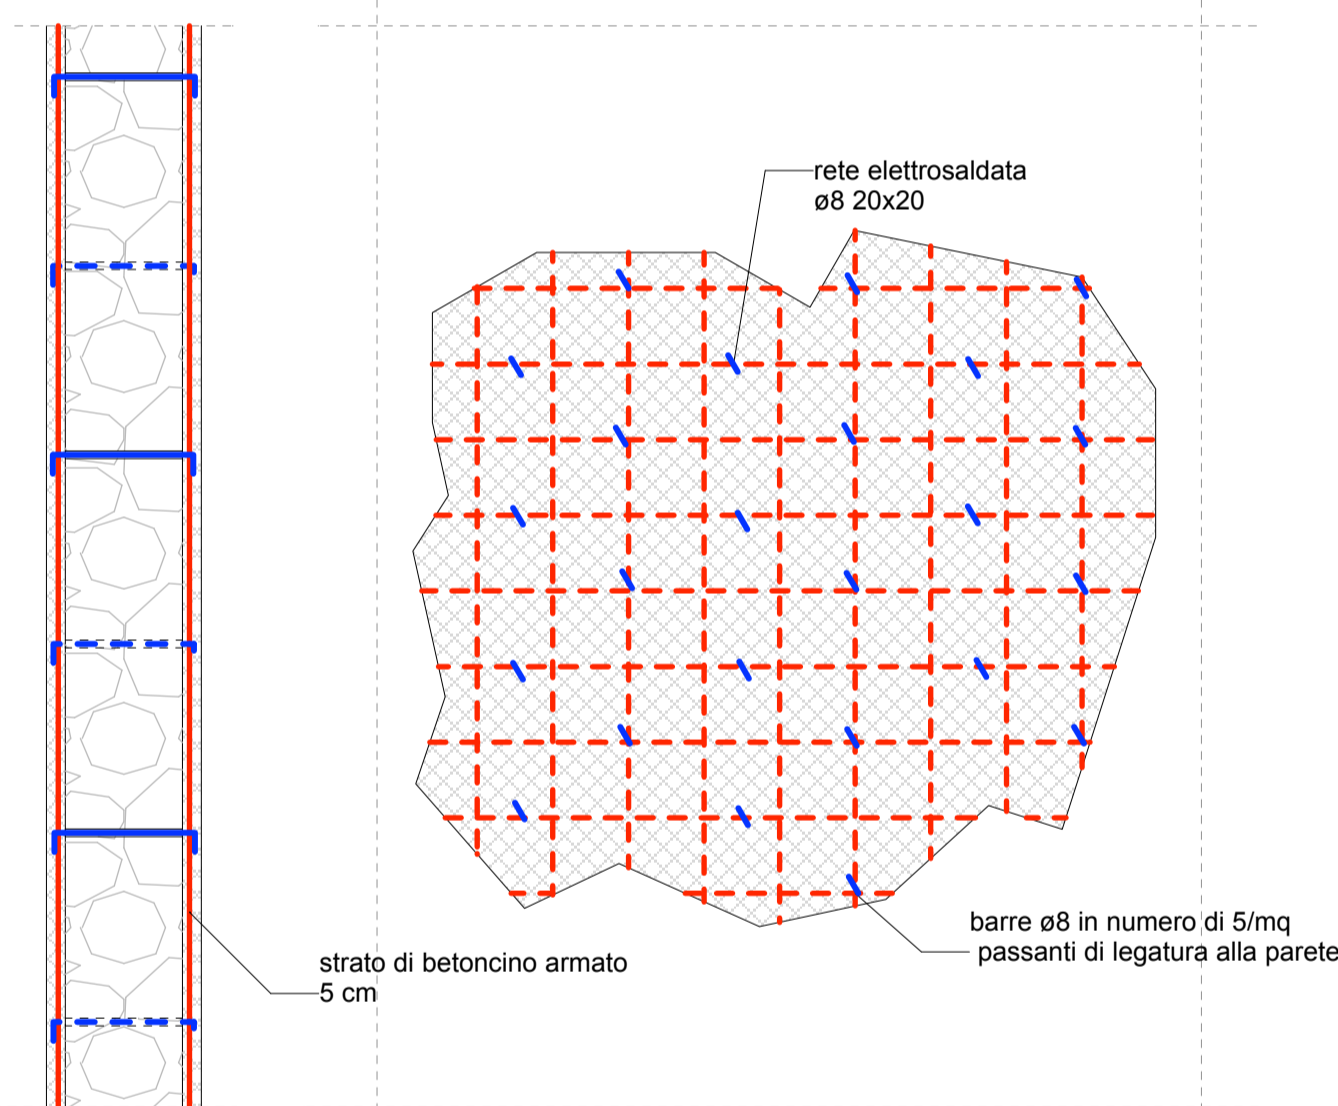 rete elettrosaldata
ø8 20x20
barre ø8 in numero di 5/mq
passanti di legatura alla parete
strato di betoncino armato
5 cm